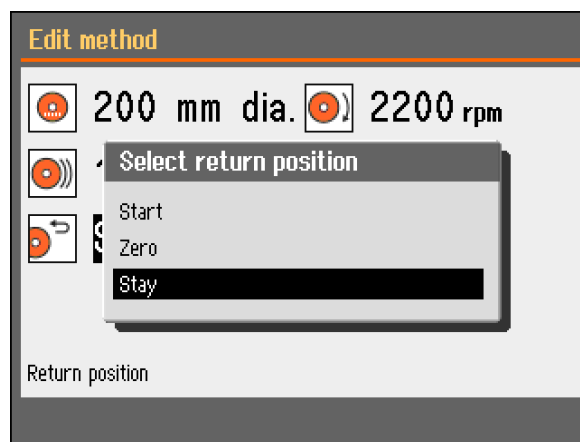 Edit method
200 mm dia. 2200 rpm
Select return position
Start
Zero
Stay
Return position